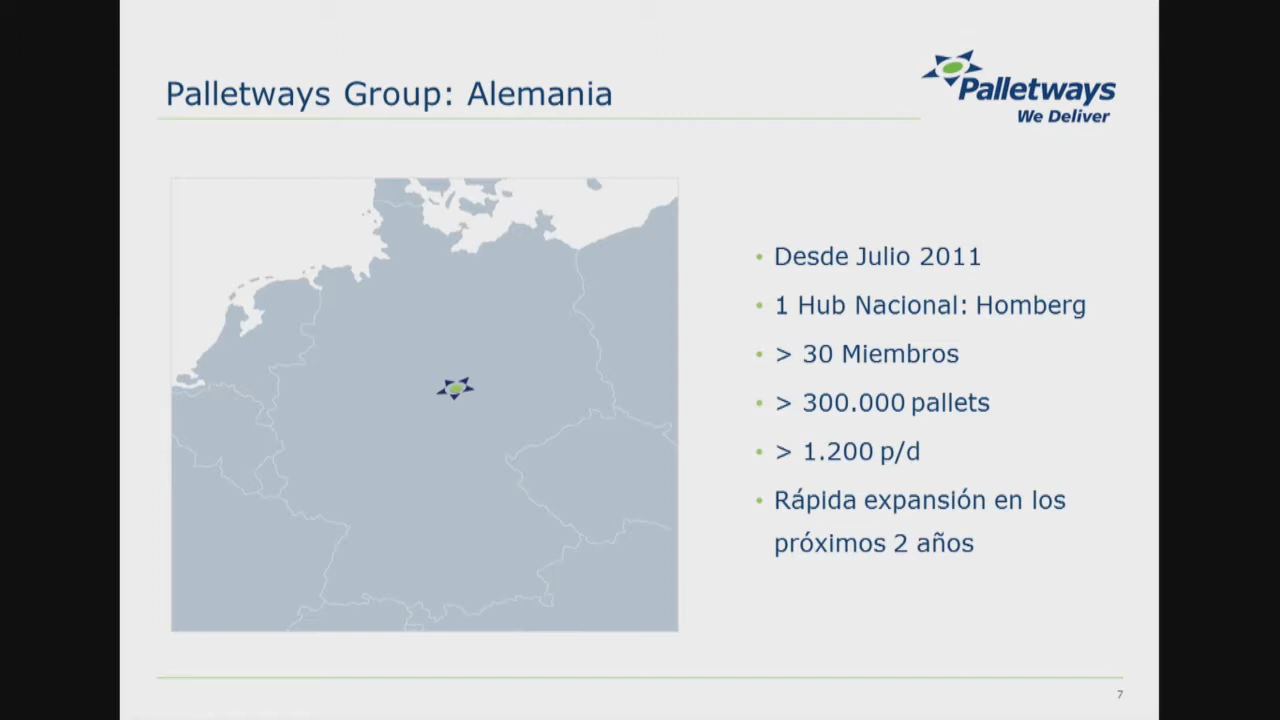 Palletways Group: Alemania
Palletways
We Deliver
• Desde Julio 2011
• 1 Hub Nacional: Homberg
• > 30 Miembros
• > 300.000 pallets
• > 1.200 p/d
• Rápida expansión en los
próximos 2 años
7